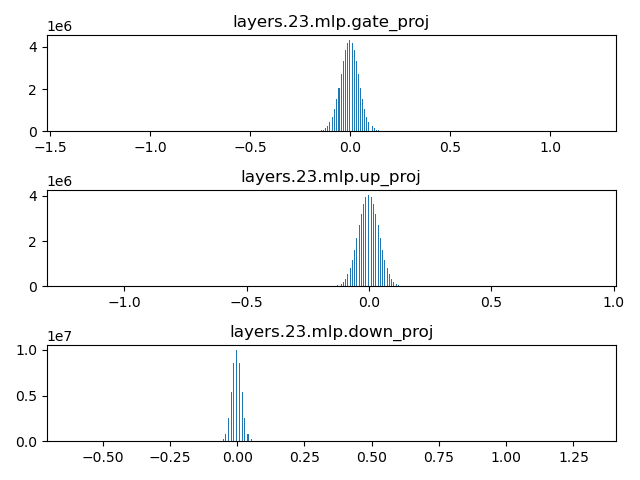 layers.23.mlp.gate_proj
1e6
4
2
0
-1.5 -1.0 -0.5 0.0 0.5 1.0
layers.23.mlp.up_proj
1e6
4
2
0
-1.0 -0.5 0.0 0.5 1.0
layers.23.mlp.down_proj
1e7
1.0
0.5
0.0
-0.50 -0.25 0.00 0.25 0.50 0.75 1.00 1.25